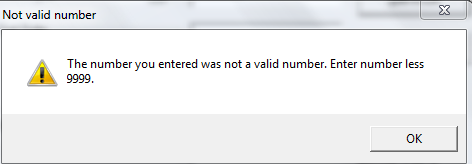 Not valid number
The number you entered was not a valid number. Enter number less
9999.
OK